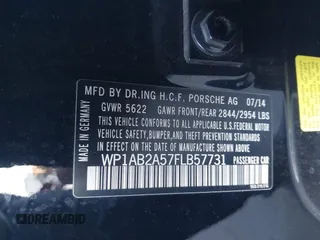 MFD BY DR.ING H.C.F. PORSCHE AG 07/14
GVWR 5622 GAWR FRONT/REAR 2844/2954 LBS
THIS VEHICLE CONFORMS TO ALL APPLICABLE
U.S. FEDERAL MOTOR VEHICLE SAFETY, BUMPER
AND THEFT PREVENTION STANDARDS IN EFFECT
ON THE DATE OF MANUFACTURE SHOWN ABOVE
WP1AB2A57FLB57731 PASSENGER CAR
MADE IN GERMANY
DREAMBID